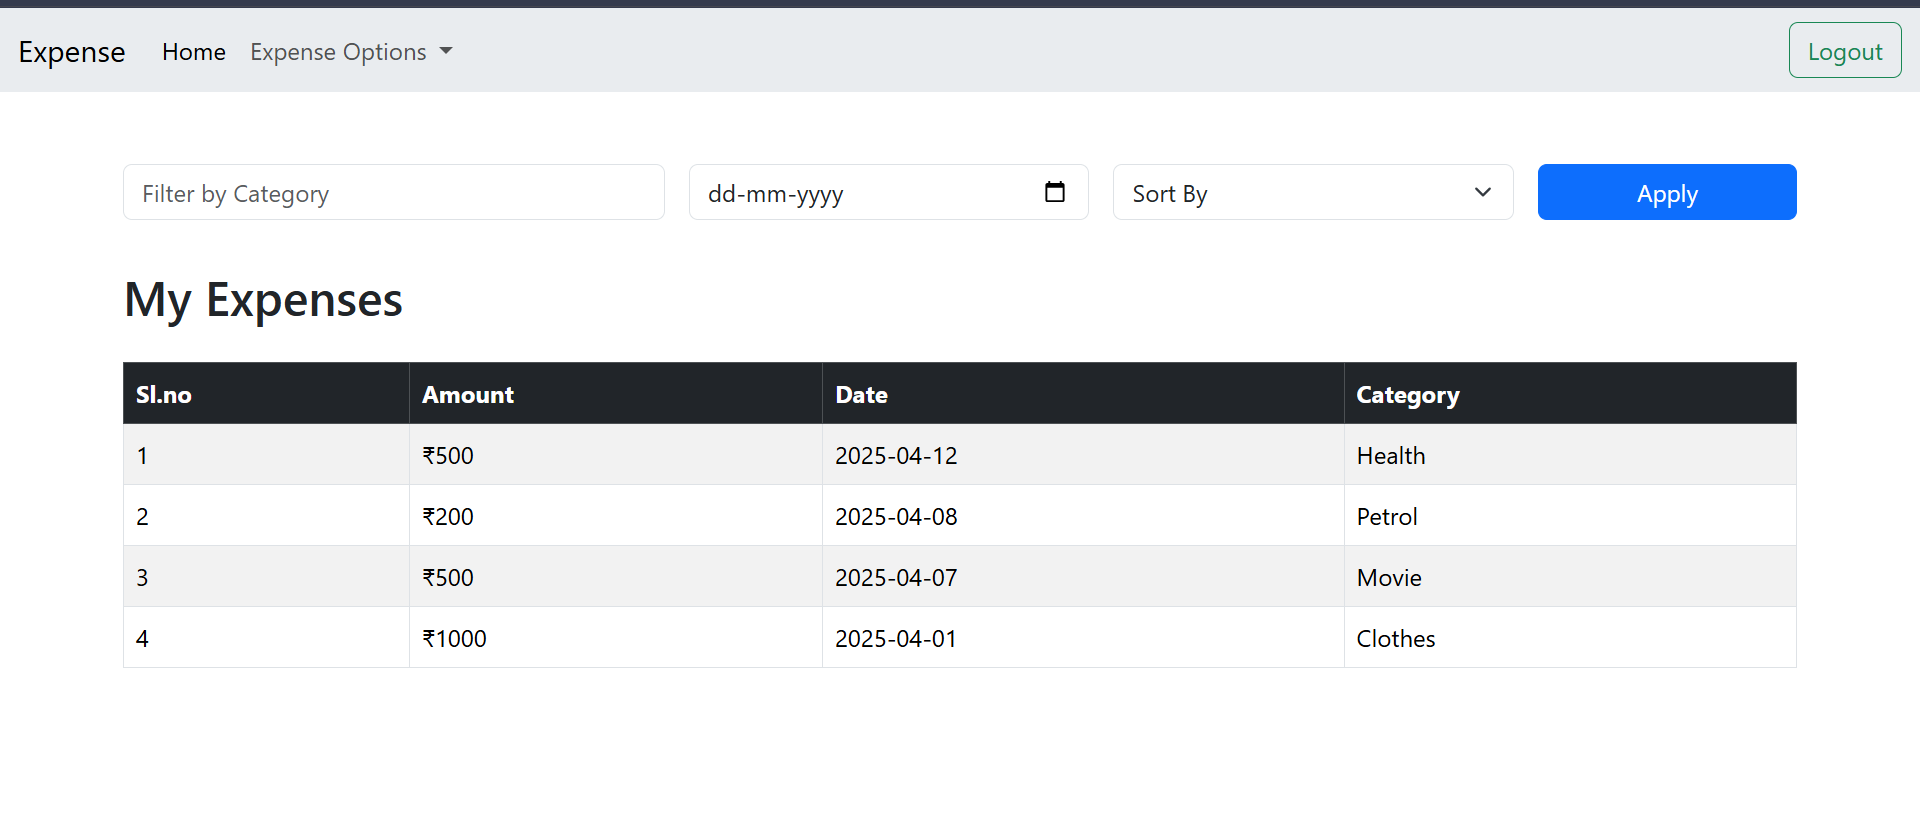 Expense Home Expense Options Logout
Filter by Category dd-mm-yyyy Sort By Apply
My Expenses
Sl.no Amount Date Category
1 ₹500 2025-04-12 Health
2 ₹200 2025-04-08 Petrol
3 ₹500 2025-04-07 Movie
4 ₹1000 2025-04-01 Clothes